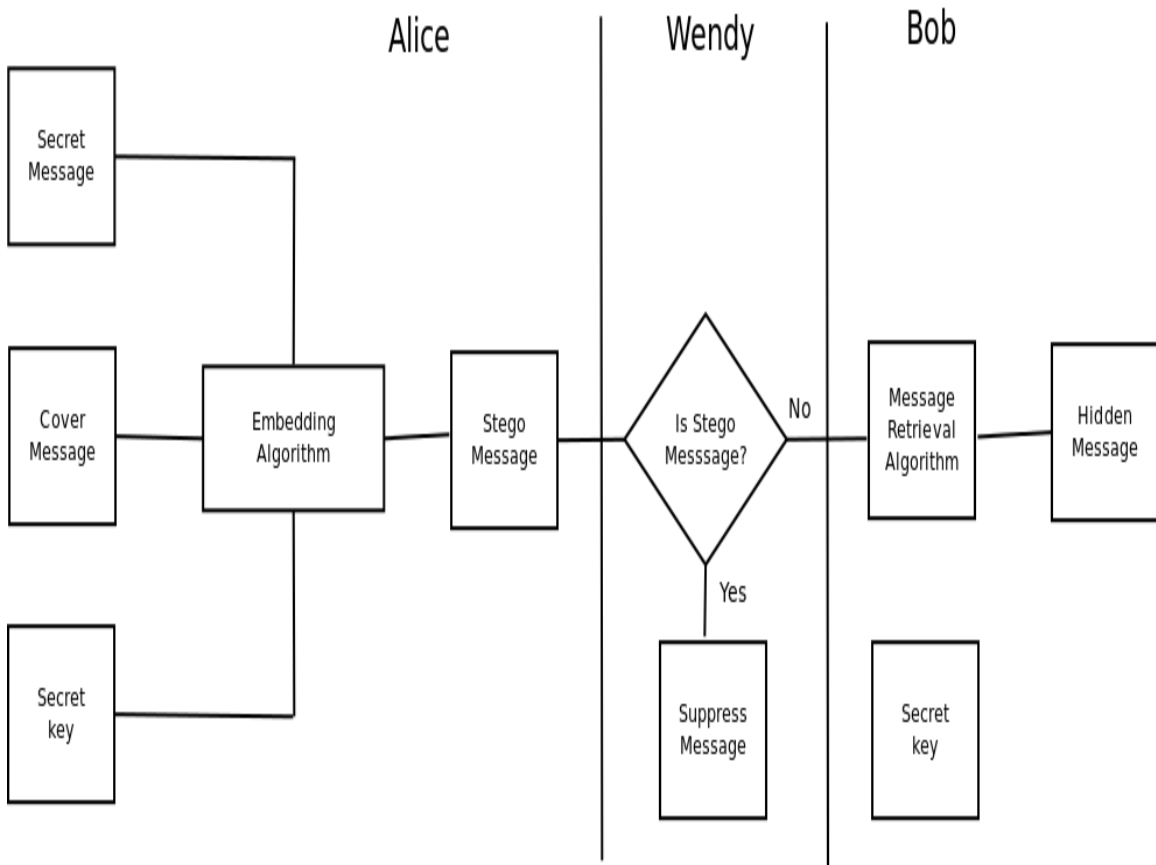 Alice
Wendy
Bob
Secret
Message
Cover
Message
Secret
key
Embedding
Algorithm
Stego
Message
Is Stego
Messsage?
No
Yes
Suppress
Message
Message
Retrieval
Algorithm
Hidden
Message
Secret
key